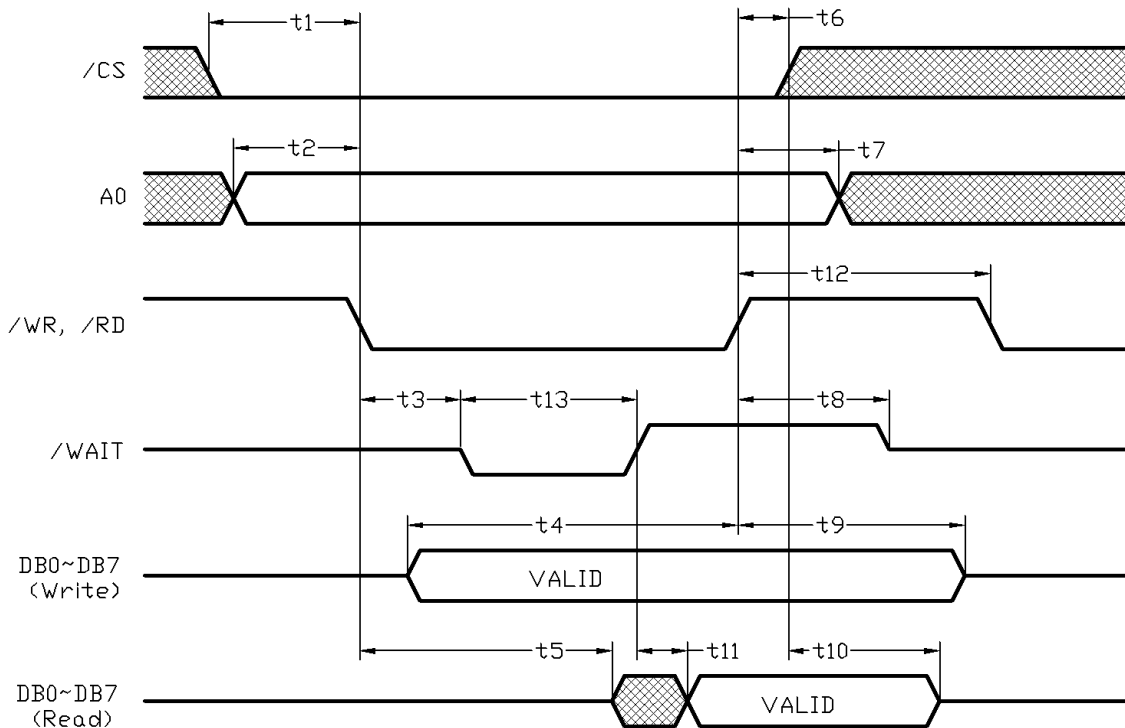 t1
t6
/CS
t2
t7
A0
t12
/WR, /RD
t3
t13
t8
/WAIT
t4
t9
DB0~DB7
(Write)
VALID
t5
t11
t10
DB0~DB7
(Read)
VALID